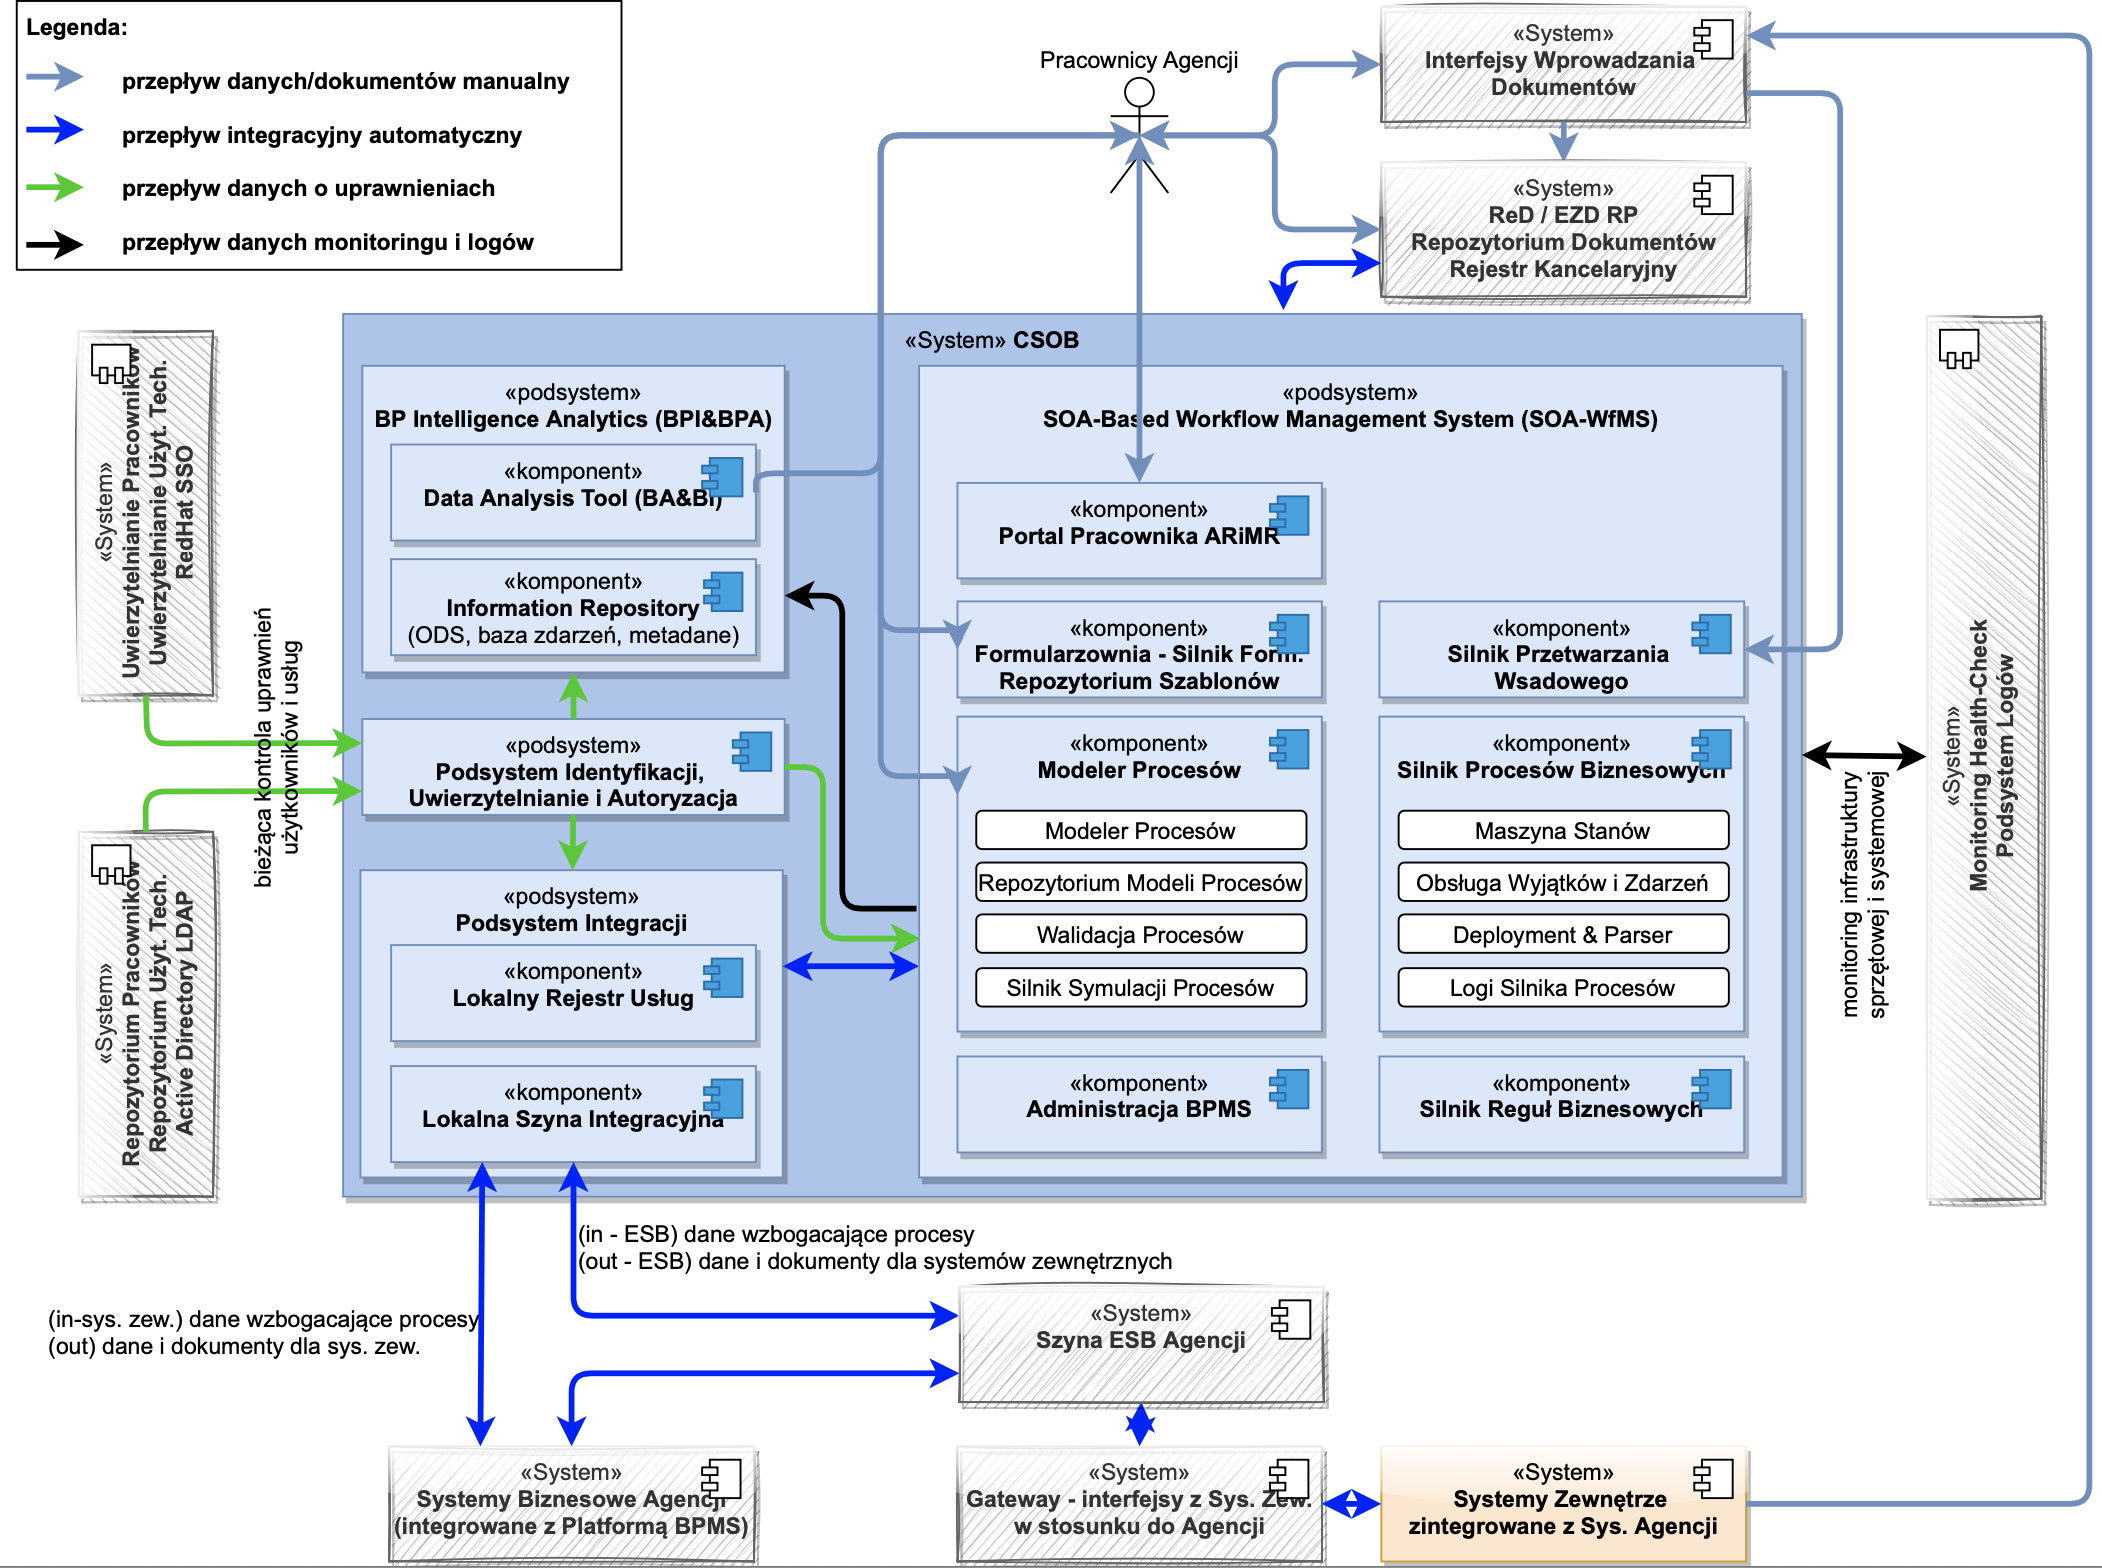 Legenda:
przepływ danych/dokumentów manualny
przepływ integracyjny automatyczny
przepływ danych o uprawnieniach
przepływ danych monitoringu i logów
Pracownicy Agencji
«System»
Interfejsy Wprowadzania
Dokumentów
«System»
ReD / EZD RP
Repozytorium Dokumentów
Rejestr Kancelaryjny
«System»
Uwierzytelnianie Pracowników
Uwierzytelnianie Użyt. Tech.
RedHat SSO
«System»
Repozytorium Pracowników
Repozytorium Użyt. Tech.
Active Directory LDAP
bieżąca kontrola uprawnień
użytkowników i usług
«System» CSOB
«podsystem»
BP Intelligence Analytics (BPI&BPA)
«komponent»
Data Analysis Tool (BA&BI)
«komponent»
Information Repository
(ODS, baza zdarzeń, metadane)
«podsystem»
Podsystem Identyfikacji,
Uwierzytelnianie i Autoryzacja
«podsystem»
Podsystem Integracji
«komponent»
Lokalny Rejestr Usług
«komponent»
Lokalna Szyna Integracyjna
«podsystem»
SOA-Based Workflow Management System (SOA-WfMS)
«komponent»
Portal Pracownika ARiMR
«komponent»
Formularzownia - Silnik Form.
Repozytorium Szablonów
«komponent»
Silnik Przetwarzania
Wsadowego
«komponent»
Modeler Procesów
Modeler Procesów
Repozytorium Modeli Procesów
Walidacja Procesów
Silnik Symulacji Procesów
«komponent»
Silnik Procesów Biznesowych
Maszyna Stanów
Obsługa Wyjątków i Zdarzeń
Deployment & Parser
Logi Silnika Procesów
«komponent»
Administracja BPMS
«komponent»
Silnik Reguł Biznesowych
monitoring infrastruktury
sprzętowej i systemowej
«System»
Monitoring Health-Check
Podsystem Logów
(in - ESB) dane wzbogacające procesy
(out - ESB) dane i dokumenty dla systemów zewnętrznych
(in-sys. zew.) dane wzbogacające procesy
(out) dane i dokumenty dla sys. zew.
«System»
Szyna ESB Agencji
«System»
Systemy Biznesowe Agencji
(integrowane z Platformą BPMS)
«System»
Gateway - interfejsy z Sys. Zew.
w stosunku do Agencji
«System»
Systemy Zewnętrze
zintegrowane z Sys. Agencji